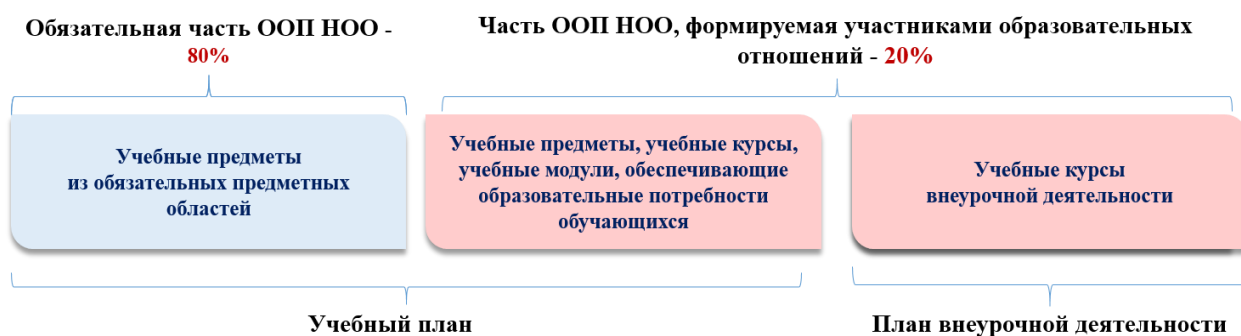 Обязательная часть ООП НОО -
80%
Часть ООП НОО, формируемая участниками образовательных
отношений - 20%
Учебные предметы
из обязательных предметных
областей
Учебные предметы, учебные курсы,
учебные модули, обеспечивающие
образовательные потребности
обучающихся
Учебные курсы
внеурочной деятельности
Учебный план
План внеурочной деятельности